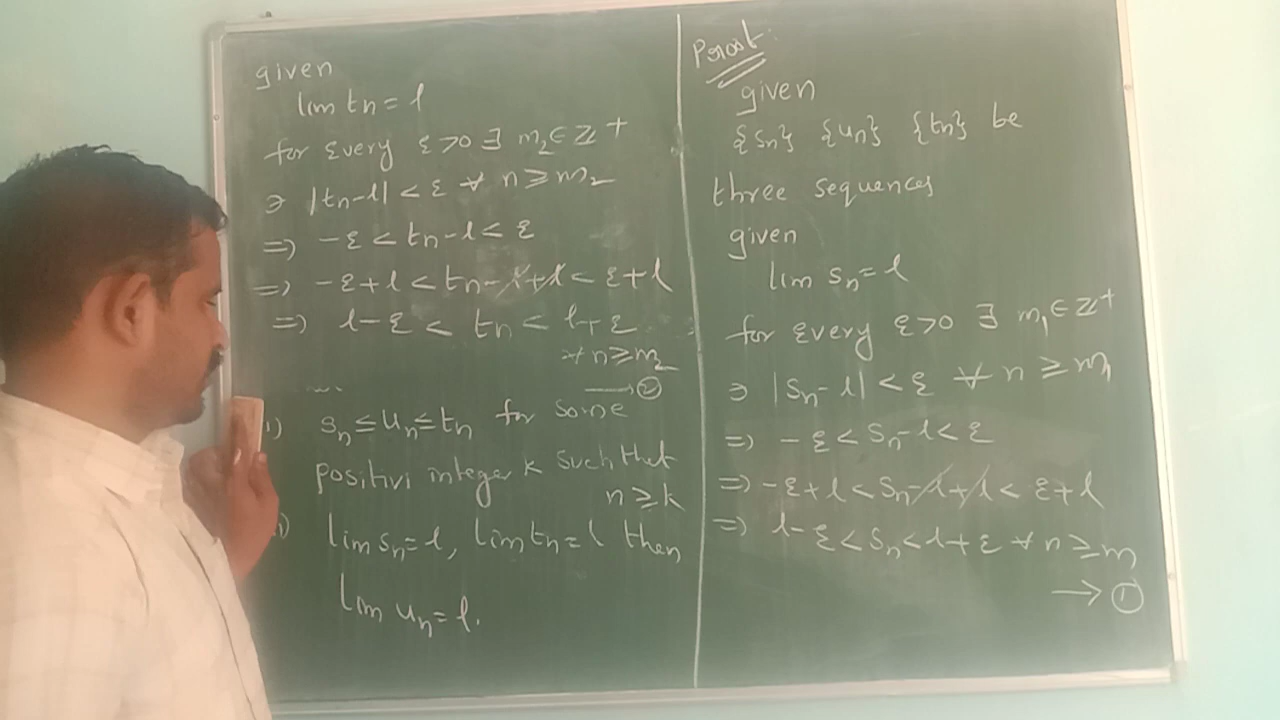 given
lim tn = l
for every ε>0 ∃ m₂∈Z⁺
∋ |tn-l| < ε ∀ n≥m₂
=> -ε < tn-l < ε
=> -ε+l < tn-l+l < ε+l
=> l-ε < tn < l+ε
∀ n≥m₂
→②
i) sn≤un≤tn for some
positivi integer k such that
n≥k
lim sn=l, lim tn=l then
lim un=l.
Proof:
given
{sn} {un} {tn} be
three sequences
given
lim sn=l
for every ε>0 ∃ m₁∈Z⁺
∋ |sn-l| < ε ∀ n ≥m₁
=> -ε < sn-l < ε
=> -ε+l < sn-l+l < ε+l
=> l-ε < sn < l+ε ∀ n≥m
→ ①